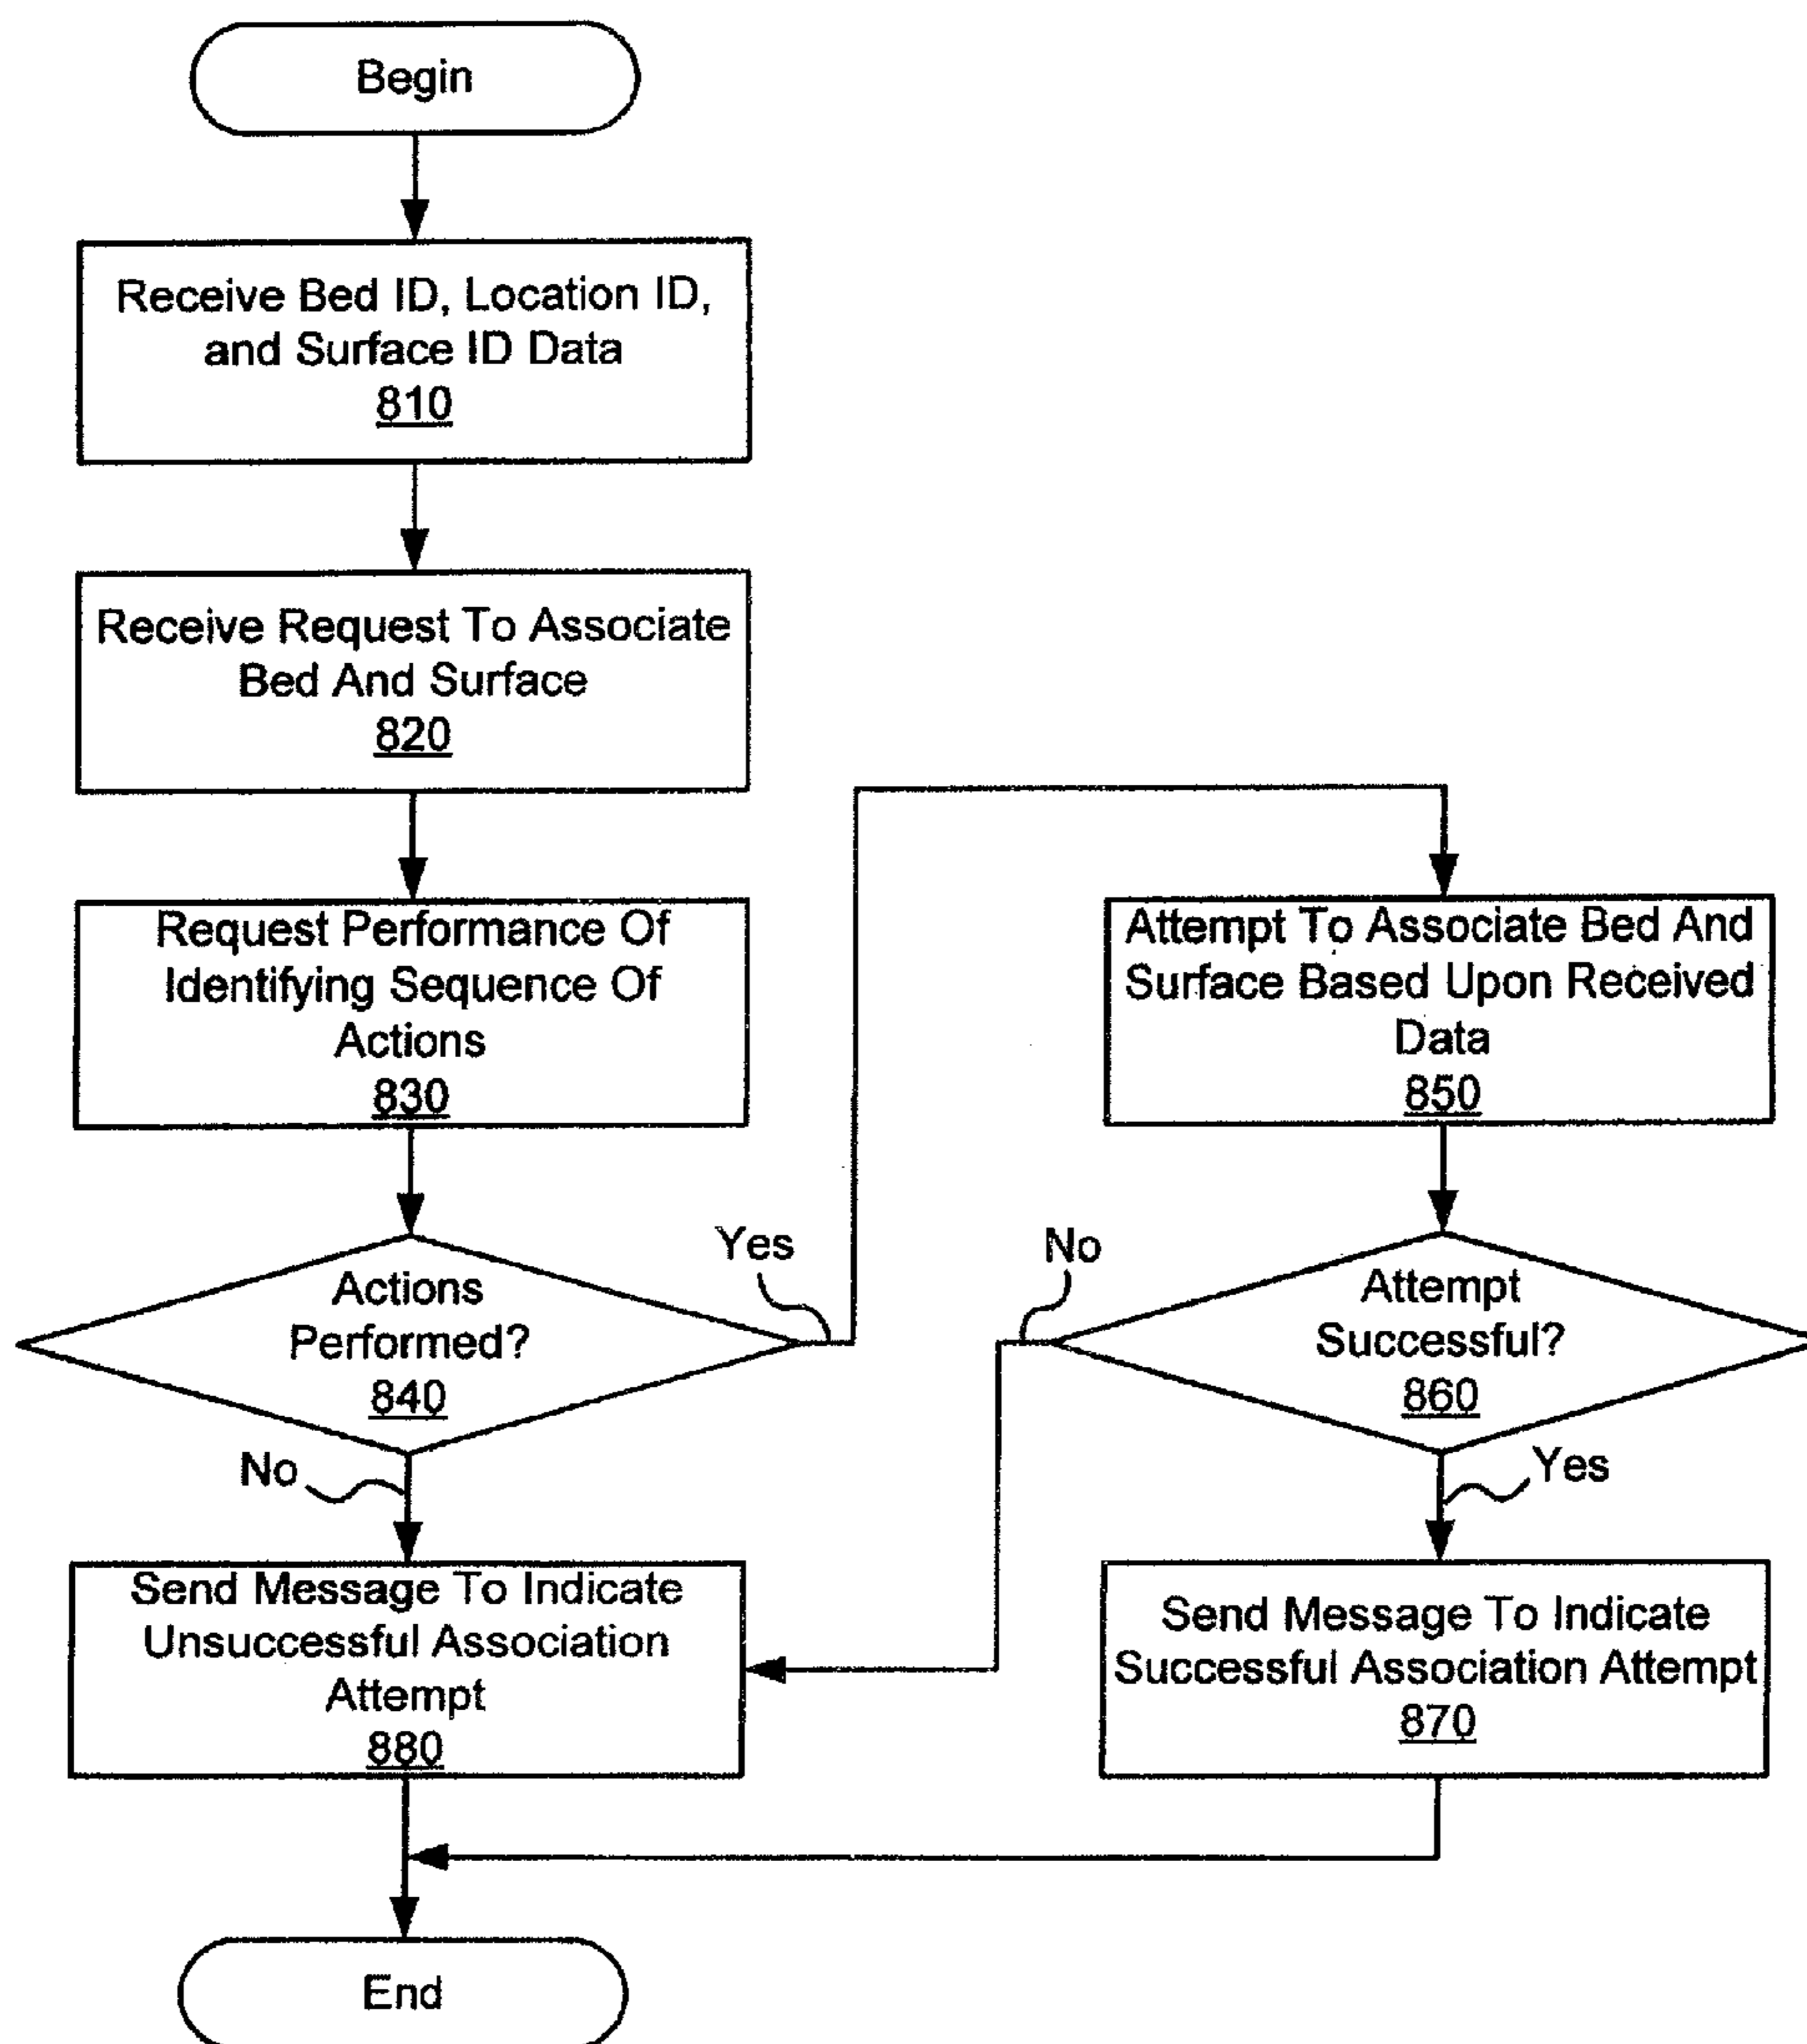 Begin
Receive Bed ID, Location ID,
and Surface ID Data
810
Receive Request To Associate
Bed And Surface
820
Request Performance Of
Identifying Sequence Of
Actions
830
Actions
Performed?
840
Yes
No
Attempt To Associate Bed And
Surface Based Upon Received
Data
850
Attempt
Successful?
860
No
Yes
Send Message To Indicate
Successful Association Attempt
870
Send Message To Indicate
Unsuccessful Association
Attempt
880
End